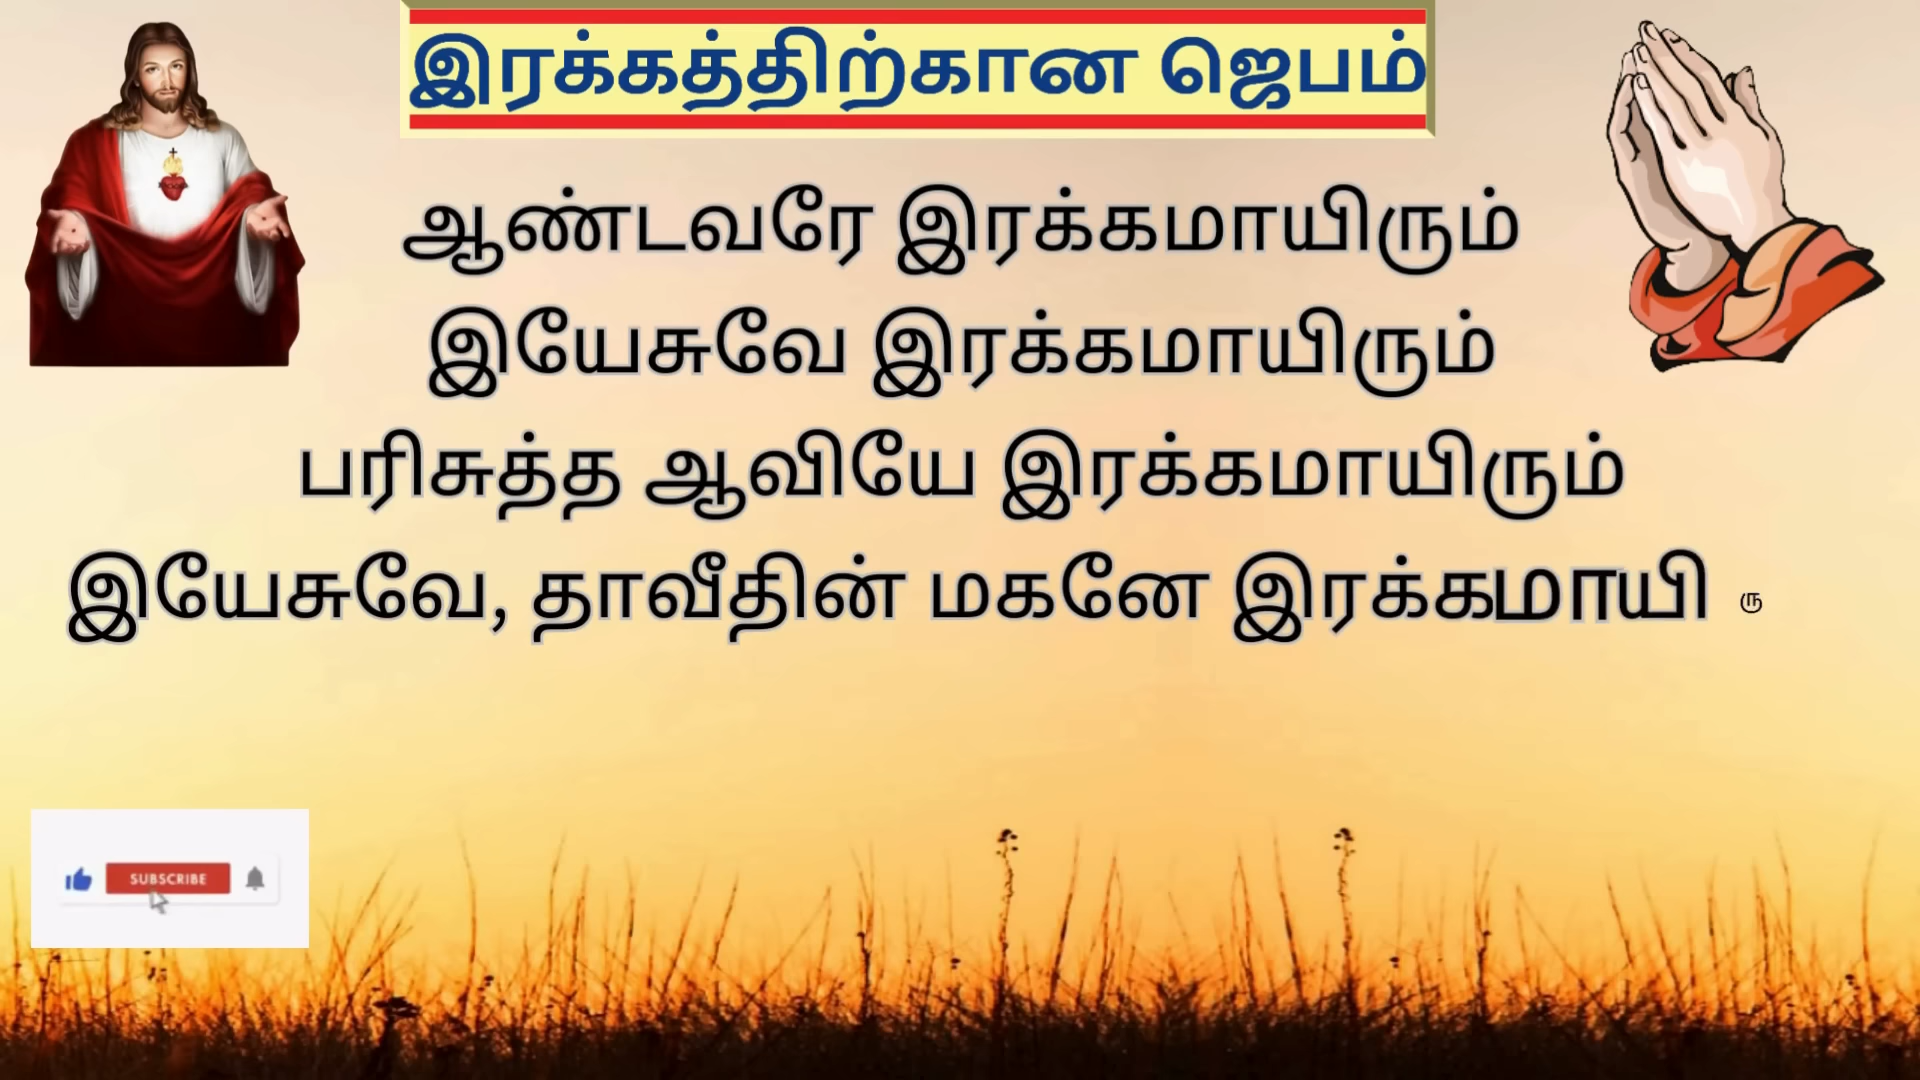 இரக்கத்திற்கான ஜெபம்
ஆண்டவரே இரக்கமாயிரும்
இயேசுவே இரக்கமாயிரும்
பரிசுத்த ஆவியே இரக்கமாயிரும்
இயேசுவே, தாவீதின் மகனே இரக்கமாயிரு
SUBSCRIBE